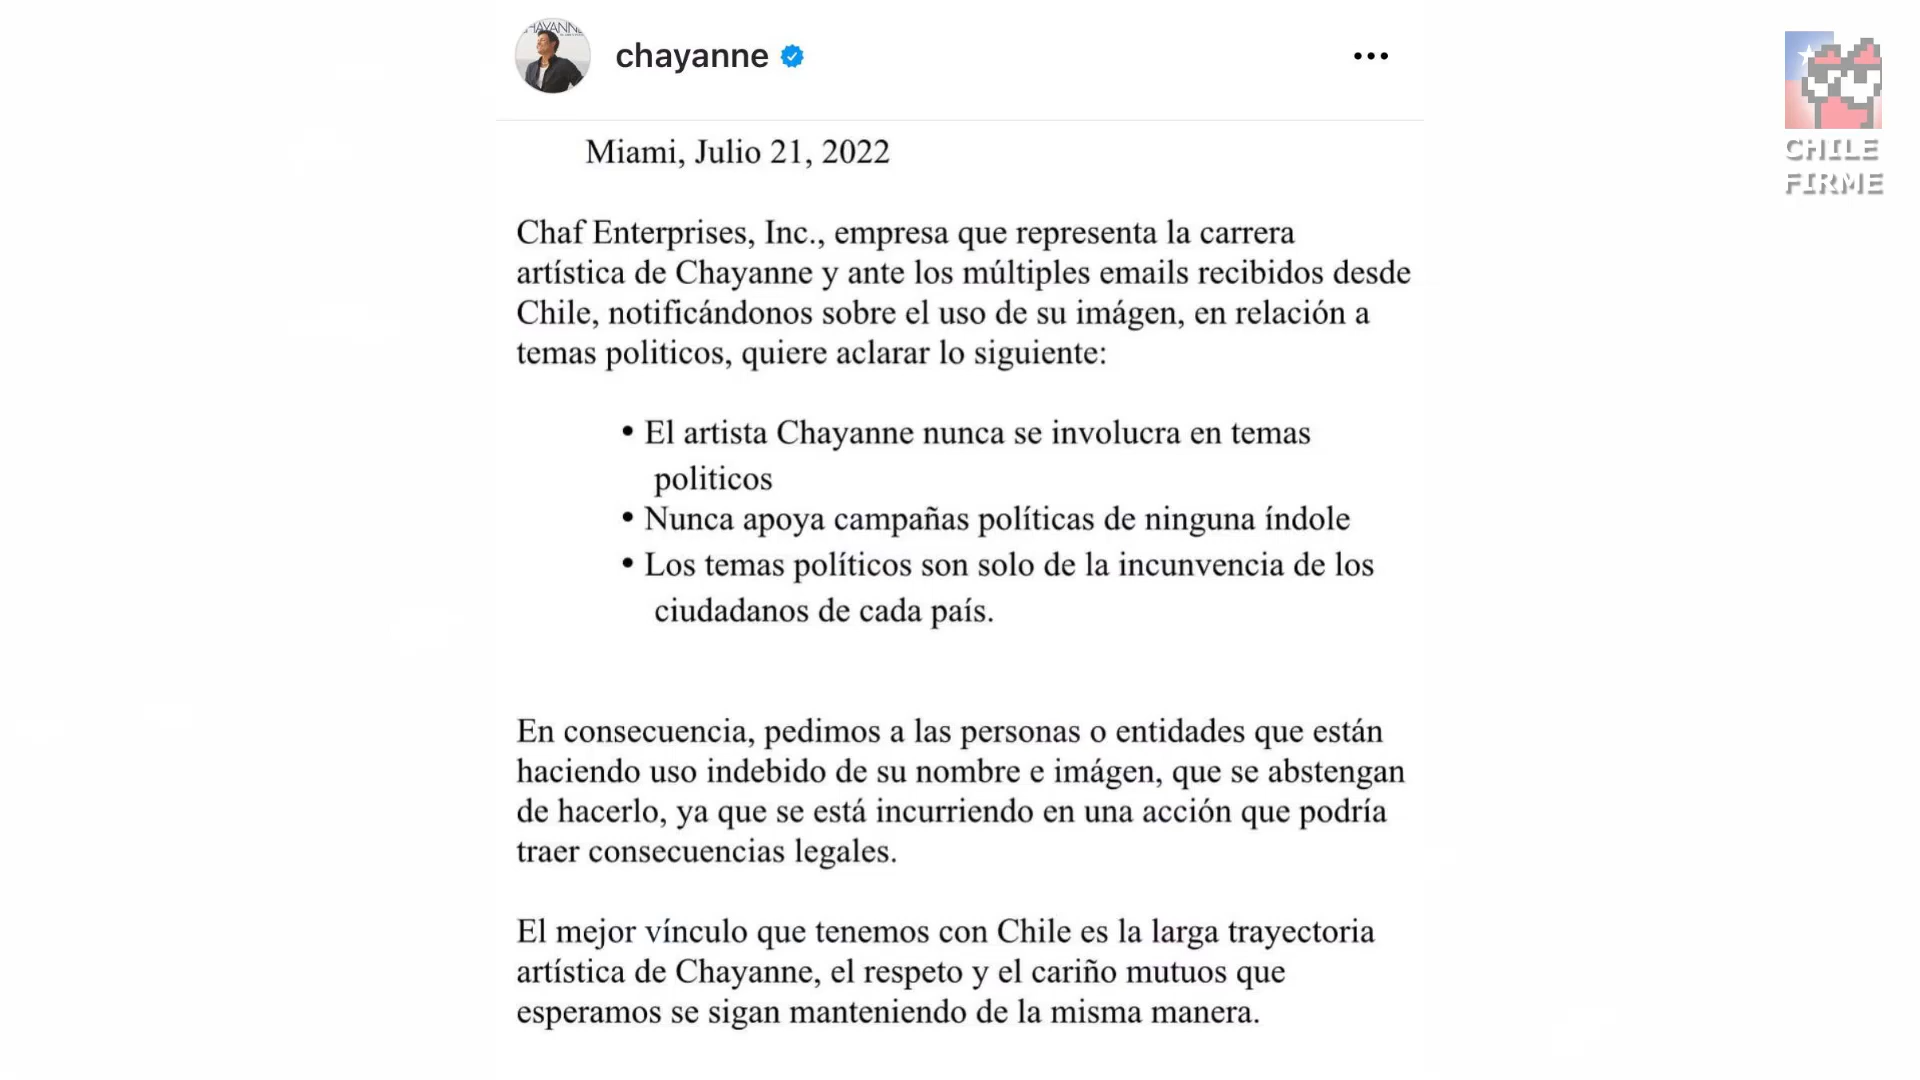 CHAYANNE
chayanne
CHILE
FIRME
Miami, Julio 21, 2022
Chaf Enterprises, Inc., empresa que representa la carrera
artística de Chayanne y ante los múltiples emails recibidos desde
Chile, notificándonos sobre el uso de su imágen, en relación a
temas politicos, quiere aclarar lo siguiente:
• El artista Chayanne nunca se involucra en temas
politicos
• Nunca apoya campañas políticas de ninguna índole
• Los temas políticos son solo de la incunvencia de los
ciudadanos de cada país.
En consecuencia, pedimos a las personas o entidades que están
haciendo uso indebido de su nombre e imágen, que se abstengan
de hacerlo, ya que se está incurriendo en una acción que podría
traer consecuencias legales.
El mejor vínculo que tenemos con Chile es la larga trayectoria
artística de Chayanne, el respeto y el cariño mutuos que
esperamos se sigan manteniendo de la misma manera.